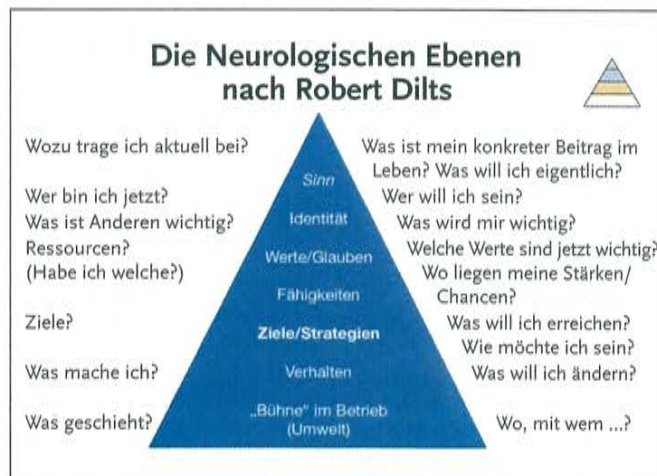 Die Neurologischen Ebenen
nach Robert Dilts
Wozu trage ich aktuell bei?
Wer bin ich jetzt?
Was ist Anderen wichtig?
Ressourcen?
(Habe ich welche?)
Ziele?
Was mache ich?
Was geschieht?
Sinn
Identität
Werte/Glauben
Fähigkeiten
Ziele/Strategien
Verhalten
„Bühne“ im Betrieb
(Umwelt)
Was ist mein konkreter Beitrag im
Leben? Was will ich eigentlich?
Wer will ich sein?
Was wird mir wichtig?
Welche Werte sind jetzt wichtig?
Wo liegen meine Stärken/
Chancen?
Was will ich erreichen?
Wie möchte ich sein?
Was will ich ändern?
Wo, mit wem ...?